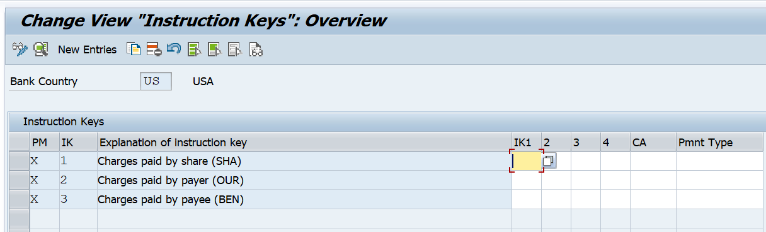 Change View "Instruction Keys": Overview
New Entries
Bank Country US USA
Instruction Keys
PM IK Explanation of instruction key IK1 2 3 4 CA Pmnt Type
X 1 Charges paid by share (SHA)
X 2 Charges paid by payer (OUR)
X 3 Charges paid by payee (BEN)